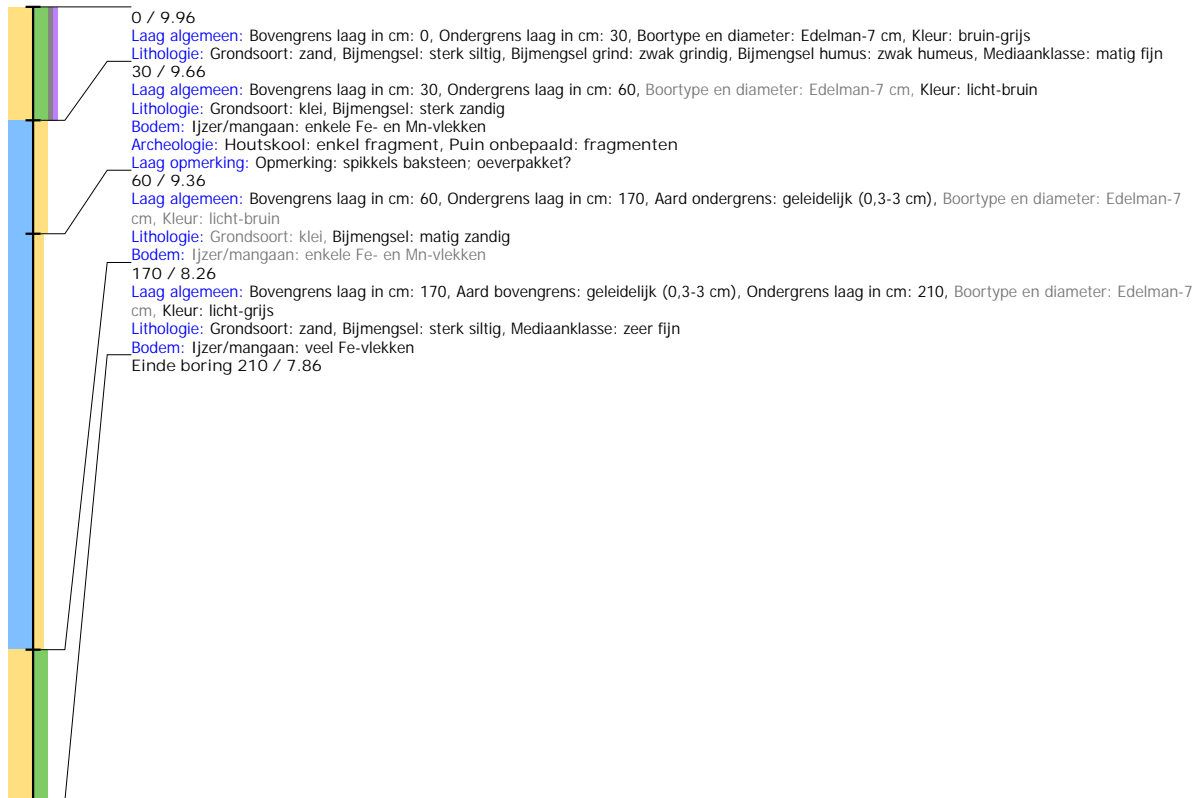 0 / 9.96
Laag algemeen: Bovengrens laag in cm: 0, Ondergrens laag in cm: 30, Boortype en diameter: Edelman-7 cm, Kleur: bruin-grijs
Lithologie: Grondsoort: zand, Bijmengsel: sterk siltig, Bijmengsel grind: zwak grindig, Bijmengsel humus: zwak humeus, Mediaanklasse: matig fijn
30 / 9.66
Laag algemeen: Bovengrens laag in cm: 30, Ondergrens laag in cm: 60, Boortype en diameter: Edelman-7 cm, Kleur: licht-bruin
Lithologie: Grondsoort: klei, Bijmengsel: sterk zandig
Bodem: Ijzer/mangaan: enkele Fe- en Mn-vlekken
Archeologie: Houtskool: enkel fragment, Puin onbepaald: fragmenten
Laag opmerking: Opmerking: spikkels baksteen; oeverpakket?
60 / 9.36
Laag algemeen: Bovengrens laag in cm: 60, Ondergrens laag in cm: 170, Aard ondergrens: geleidelijk (0,3-3 cm), Boortype en diameter: Edelman-7
cm, Kleur: licht-bruin
Lithologie: Grondsoort: klei, Bijmengsel: matig zandig
Bodem: Ijzer/mangaan: enkele Fe- en Mn-vlekken
170 / 8.26
Laag algemeen: Bovengrens laag in cm: 170, Aard bovengrens: geleidelijk (0,3-3 cm), Ondergrens laag in cm: 210, Boortype en diameter: Edelman-7
cm, Kleur: licht-grijs
Lithologie: Grondsoort: zand, Bijmengsel: sterk siltig, Mediaanklasse: zeer fijn
Bodem: Ijzer/mangaan: veel Fe-vlekken
Einde boring 210 / 7.86